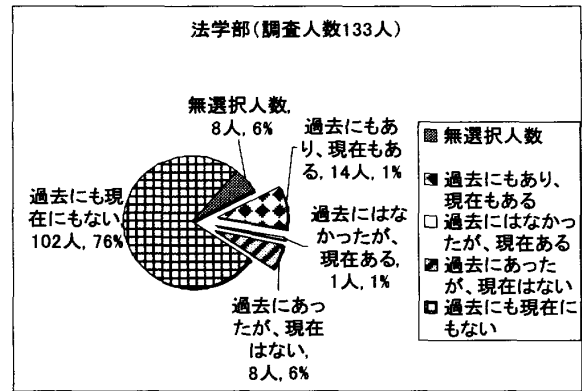 法学部(調査人数133人)
無選択人数,
8人, 6%
過去にもあ
り、現在もあ
る, 14人, 1%
過去にはなか
かったが、
現在ある,
1人, 1%
過去にあっ
たが、現在
はない,
8人, 6%
過去にも現
在にもない,
102人, 76%
無選択人数
過去にもあり、
現在もある
過去にはなかっ
たが、現在ある
過去にあった
が、現在はない
過去にも現在に
もない